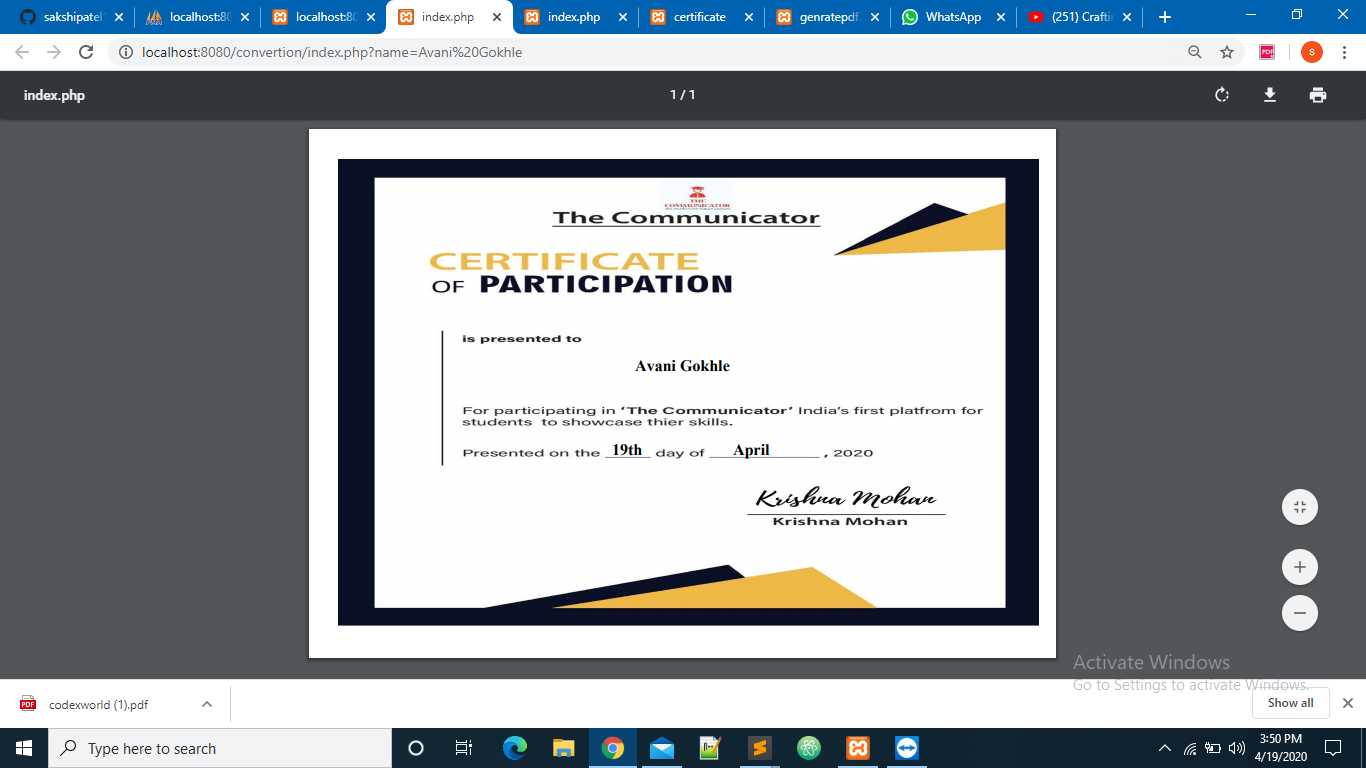 sakshipatel
localhost:80
localhost:80
index.php
index.php
certificate
genratepdf.
WhatsApp
(251) Craftin
localhost:8080/convertion/index.php?name=Avani%20Gokhle
PDF
S
index.php
1 / 1
THE
COMMUNICATOR
The Communicator
CERTIFICATE
OF PARTICIPATION
is presented to
Avani Gokhle
For participating in ‘The Communicator’ India’s first platfrom for
students to showcase thier skills.
Presented on the 19th day of April , 2020
Krishna Mohan
Krishna Mohan
Activate Windows
Go to Settings to activate Windows.
PDF codexworld (1).pdf
Show all
Type here to search
3:50 PM
4/19/2020